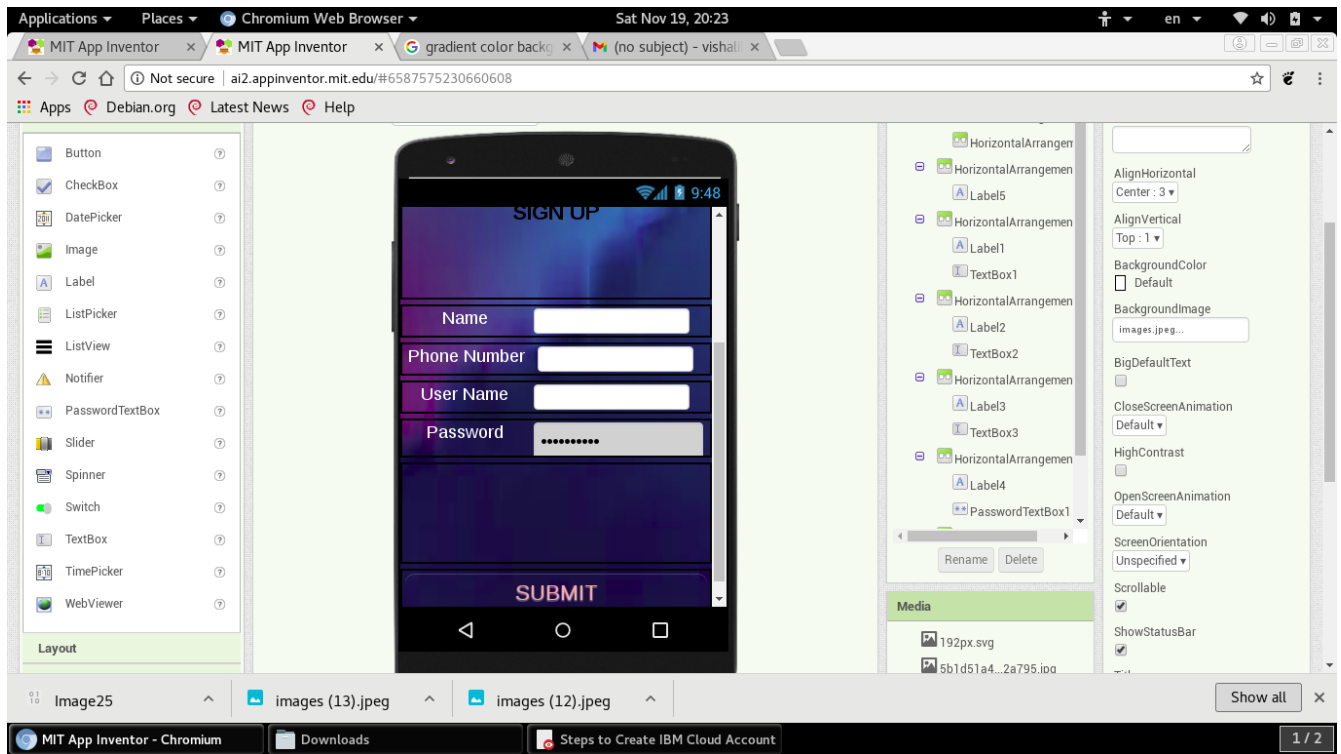 Applications Places Chromium Web Browser Sat Nov 19, 20:23 en
MIT App Inventor MIT App Inventor gradient color backg (no subject) - vishali
Not secure ai2.appinventor.mit.edu/#6587575230660608
Apps Debian.org Latest News Help
Button
CheckBox
DatePicker
Image
Label
ListPicker
ListView
Notifier
PasswordTextBox
Slider
Spinner
Switch
TextBox
TimePicker
WebViewer
Layout
9:48
SIGN UP
Name
Phone Number
User Name
Password
SUBMIT
HorizontalArrangem
HorizontalArrangemen
Label5
HorizontalArrangemen
Label1
TextBox1
HorizontalArrangemen
Label2
TextBox2
HorizontalArrangemen
Label3
TextBox3
HorizontalArrangemen
Label4
PasswordTextBox1
Rename Delete
Media
192px.svg
5b1d51a4...2a795.jpg
AlignHorizontal
Center : 3
AlignVertical
Top : 1
BackgroundColor
Default
BackgroundImage
images.jpeg...
BigDefaultText
CloseScreenAnimation
Default
HighContrast
OpenScreenAnimation
Default
ScreenOrientation
Unspecified
Scrollable
ShowStatusBar
Image25 images (13).jpeg images (12).jpeg Show all
MIT App Inventor - Chromium Downloads Steps to Create IBM Cloud Account 1 / 2